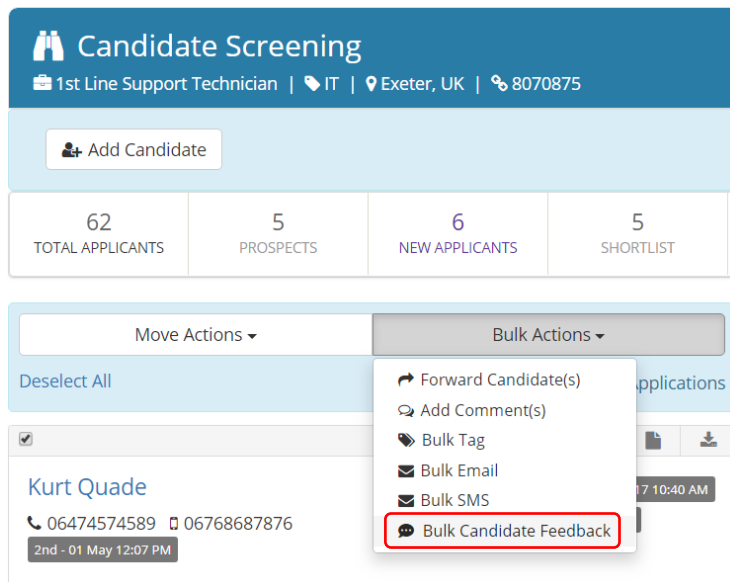 Candidate Screening
1st Line Support Technician | IT | Exeter, UK | 8070875
Add Candidate
62 5 6 5
TOTAL APPLICANTS PROSPECTS NEW APPLICANTS SHORTLIST
Move Actions Bulk Actions
Deselect All
Applications
Forward Candidate(s)
Add Comment(s)
Bulk Tag
Bulk Email
Bulk SMS
Bulk Candidate Feedback
Kurt Quade
17 10:40 AM
06474574589 06768687876
2nd - 01 May 12:07 PM